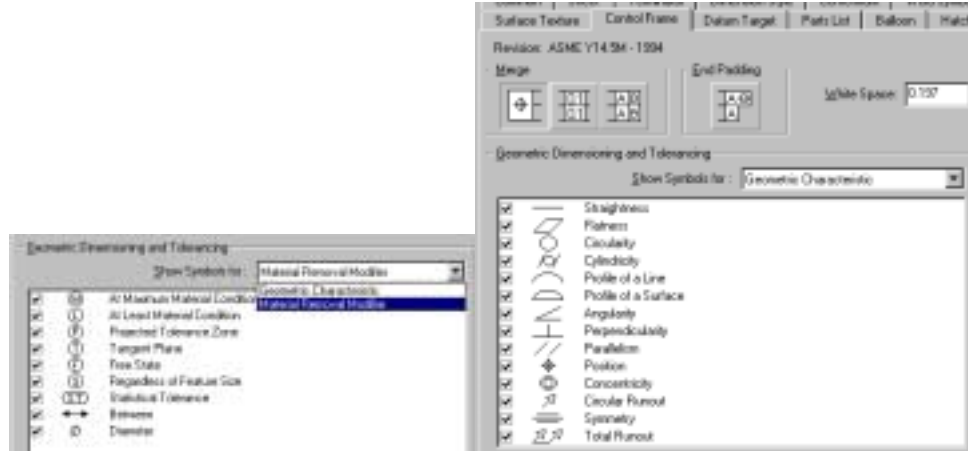 Surface Texture Control Frame Datum Target Parts List Balloon Hatch
Revision: ASME Y14.5M - 1994
Merge End Padding
White Space: 0.197
Geometric Dimensioning and Tolerancing
Show Symbols for : Geometric Characteristic
Straightness
Flatness
Circularity
Cylindricity
Profile of a Line
Profile of a Surface
Angularity
Perpendicularity
Parallelism
Position
Concentricity
Circular Runout
Symmetry
Total Runout
Geometric Dimensioning and Tolerancing
Show Symbols for : Material Removal Modifier
Geometric Characteristic
Material Removal Modifier
At Maximum Material Condition
At Least Material Condition
Projected Tolerance Zone
Tangent Plane
Free State
Regardless of Feature Size
Statistical Tolerance
Between
Diameter